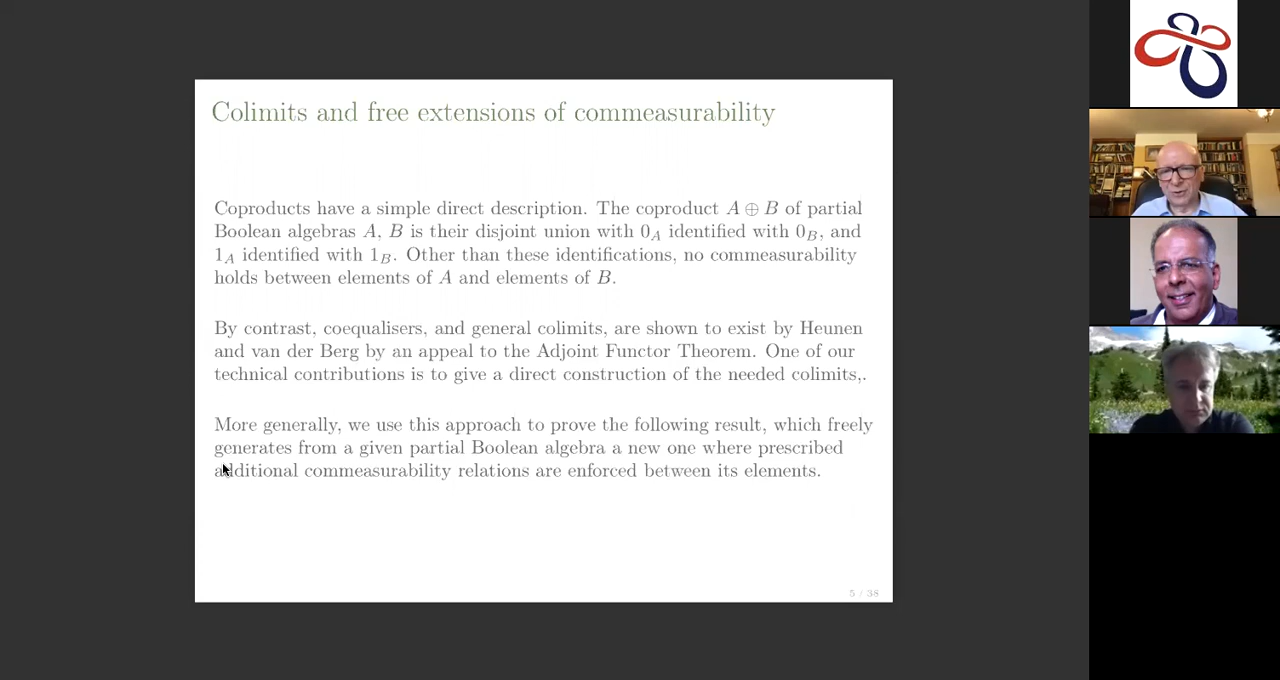 Colimits and free extensions of commeasurability
Coproducts have a simple direct description. The coproduct A ⊕ B of partial
Boolean algebras A, B is their disjoint union with 0_A identified with 0_B, and
1_A identified with 1_B. Other than these identifications, no commeasurability
holds between elements of A and elements of B.
By contrast, coequalisers, and general colimits, are shown to exist by Heunen
and van der Berg by an appeal to the Adjoint Functor Theorem. One of our
technical contributions is to give a direct construction of the needed colimits,.
More generally, we use this approach to prove the following result, which freely
generates from a given partial Boolean algebra a new one where prescribed
additional commeasurability relations are enforced between its elements.
5 / 38